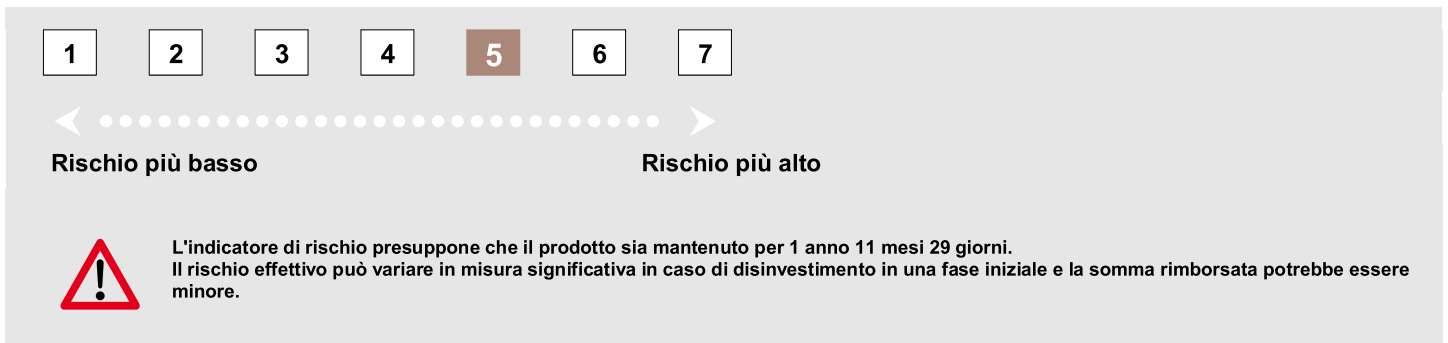 1 2 3 4 5 6 7
Rischio più basso Rischio più alto
L'indicatore di rischio presuppone che il prodotto sia mantenuto per 1 anno 11 mesi 29 giorni.
Il rischio effettivo può variare in misura significativa in caso di disinvestimento in una fase iniziale e la somma rimborsata potrebbe essere
minore.